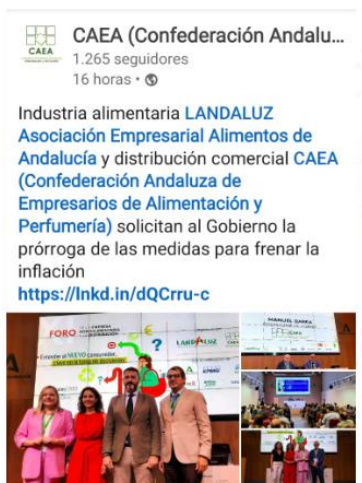 CAEA (Confederación Andalu...
1.265 seguidores
16 horas •
CAEA
Industria alimentaria LANDALUZ
Asociación Empresarial Alimentos de
Andalucía y distribución comercial CAEA
(Confederación Andaluza de
Empresarios de Alimentación y
Perfumería) solicitan al Gobierno la
prórroga de las medidas para frenar la
inflación
https://lnkd.in/dQCrru-c
FORO
LANDALUZ
KPMG